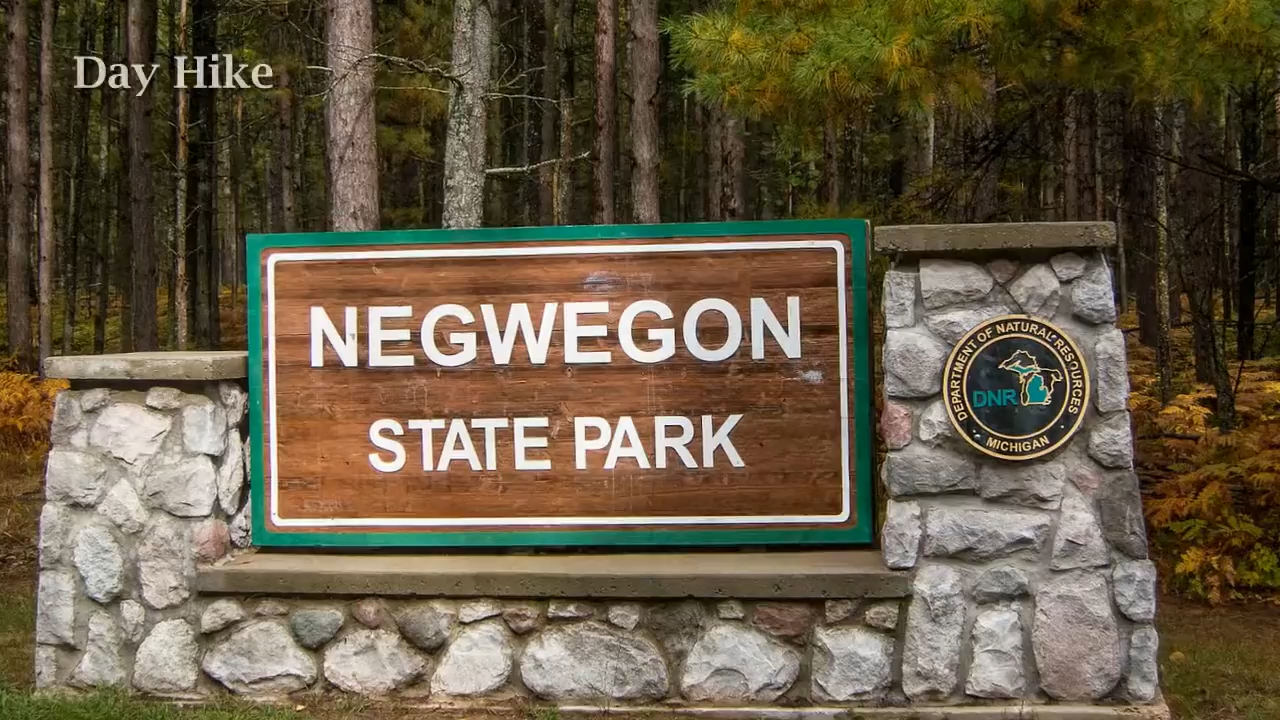 Day Hike
NEGWEGON
STATE PARK
DEPARTMENT OF NATURAL RESOURCES
DNR
MICHIGAN